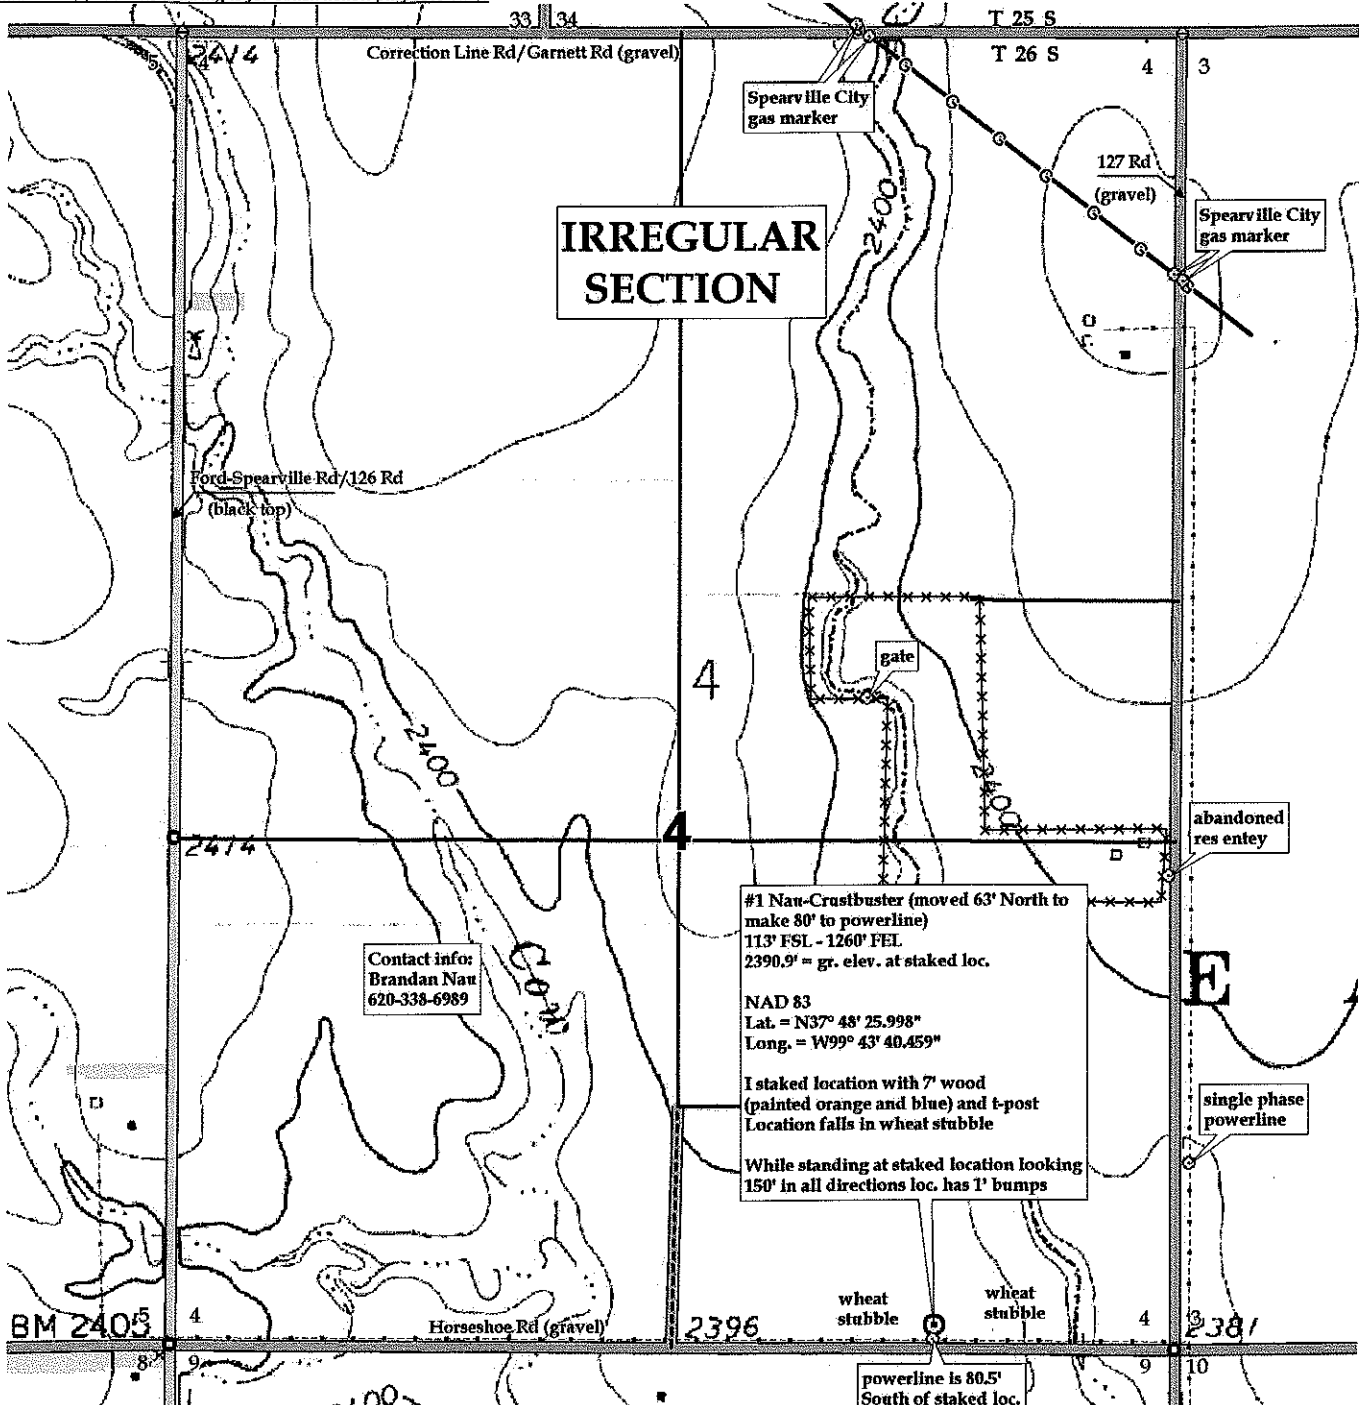 33 34
T 25 S
Correction Line Rd/Garnett Rd (gravel)
T 26 S
2414
4
4 3
5
Spearville City
gas marker
127 Rd
(gravel)
Spearville City
gas marker
IRREGULAR
SECTION
2400
Ford-Spearville Rd/126 Rd
(black top)
gate
4
2400
2400
abandoned
res entey
2414
4
#1 Nau-Crustbuster (moved 63' North to
make 80' to powerline)
113' FSL - 1260' FEL
2390.9' = gr. elev. at staked loc.
NAD 83
Lat. = N37° 48' 25.998"
Long. = W99° 43' 40.459"
I staked location with 7' wood
(painted orange and blue) and t-post
Location falls in wheat stubble
While standing at staked location looking
150' in all directions loc. has 1' bumps
Contact info:
Brandan Nau
620-338-6989
E
single phase
powerline
wheat
stubble
wheat
stubble
5 4
BM 2405
Horseshoe Rd (gravel)
2396
4 3
2381
8 9
9 10
powerline is 80.5'
South of staked loc.